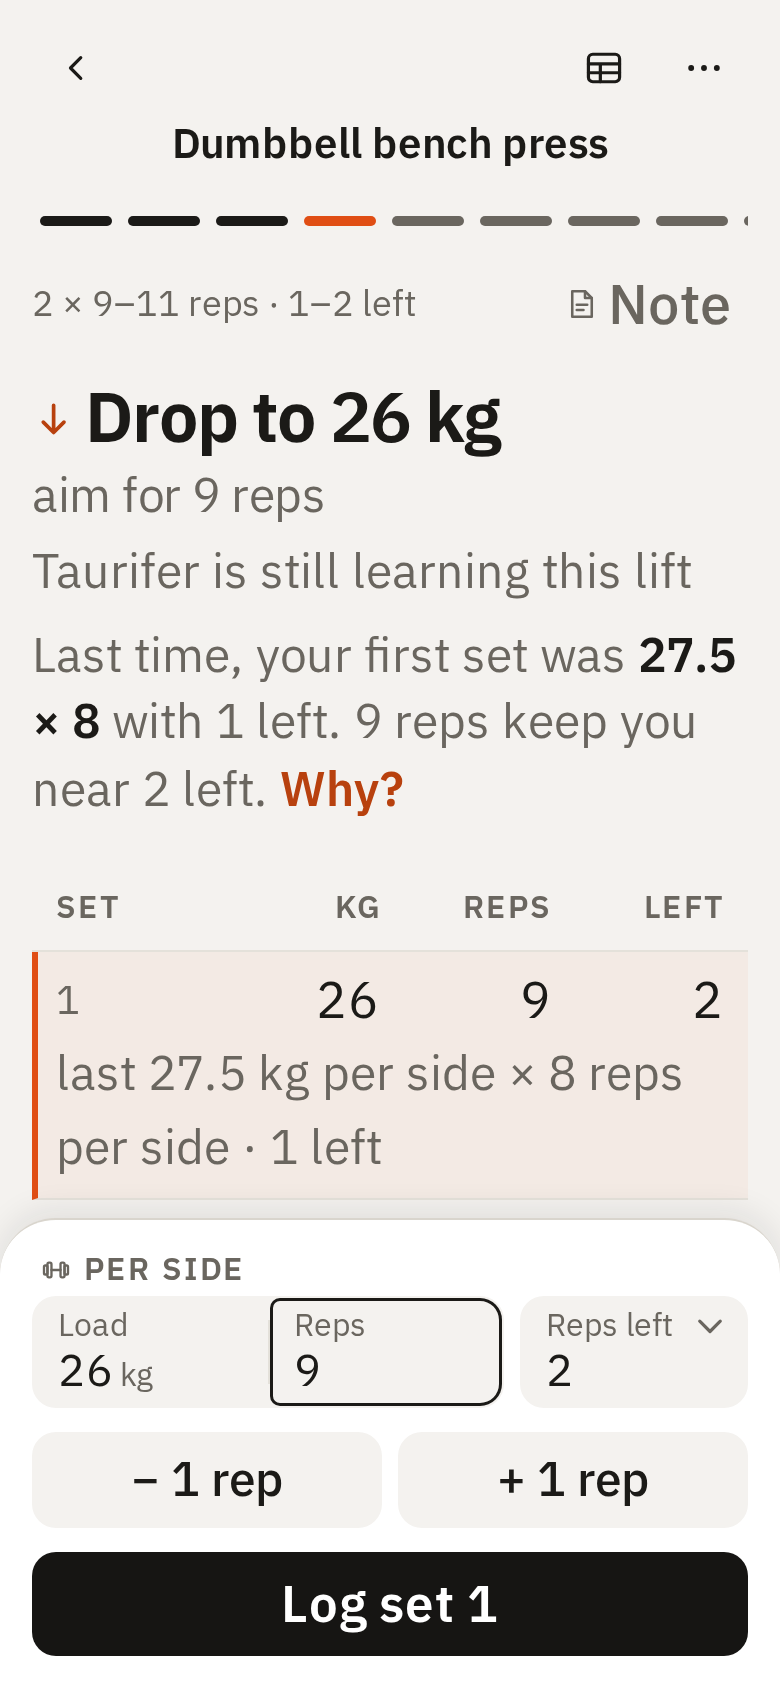 Dumbbell bench press
2 × 9–11 reps · 1–2 left
Note
Drop to 26 kg
aim for 9 reps
Taurifer is still learning this lift
Last time, your first set was 27.5
× 8 with 1 left. 9 reps keep you
near 2 left. Why?
SET KG REPS LEFT
1 26 9 2
last 27.5 kg per side × 8 reps
per side · 1 left
PER SIDE
Load Reps Reps left
26 kg 9 2
− 1 rep + 1 rep
Log set 1